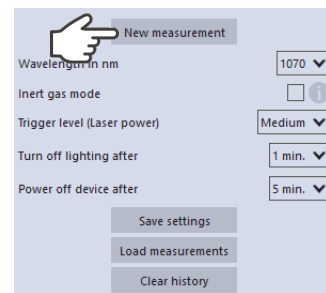 New measurement
Wavelength in nm 1070
Inert gas mode i
Trigger level (Laser power) Medium
Turn off lighting after 1 min.
Power off device after 5 min.
Save settings
Load measurements
Clear history